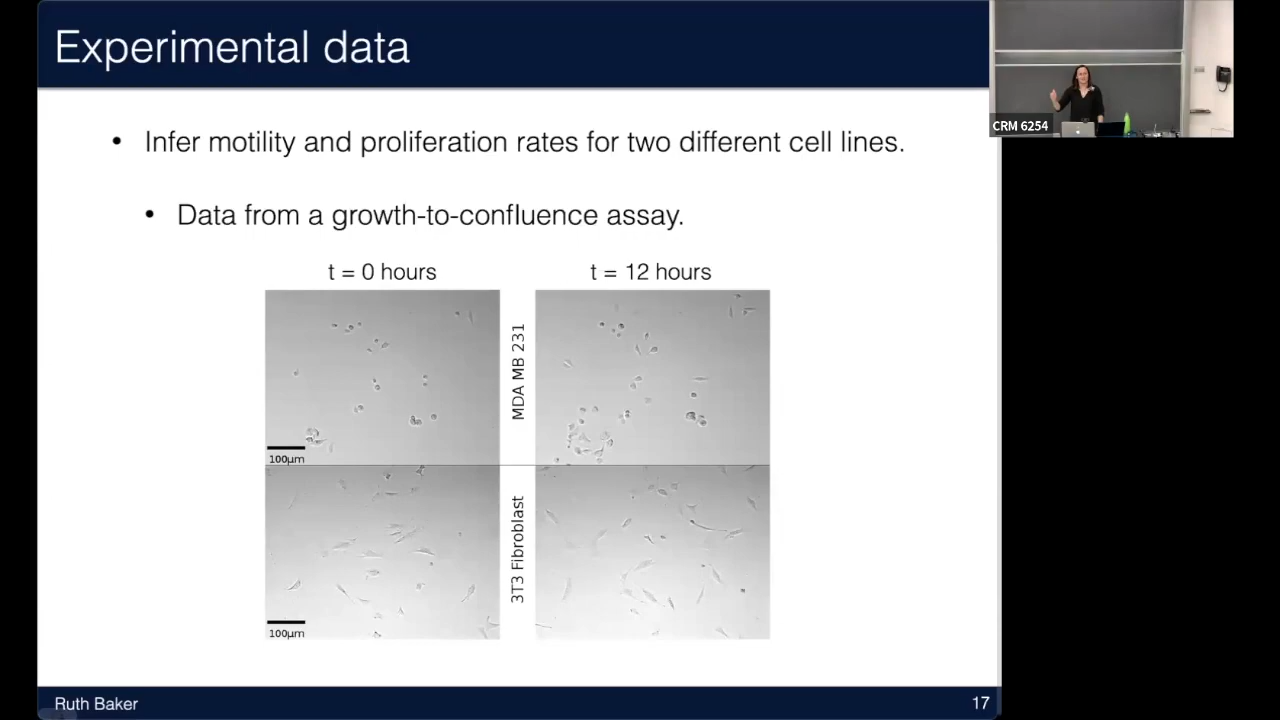 Experimental data
CRM 6254
• Infer motility and proliferation rates for two different cell lines.
• Data from a growth-to-confluence assay.
t = 0 hours
t = 12 hours
MDA MB 231
100µm
3T3 Fibroblast
100µm
Ruth Baker
17